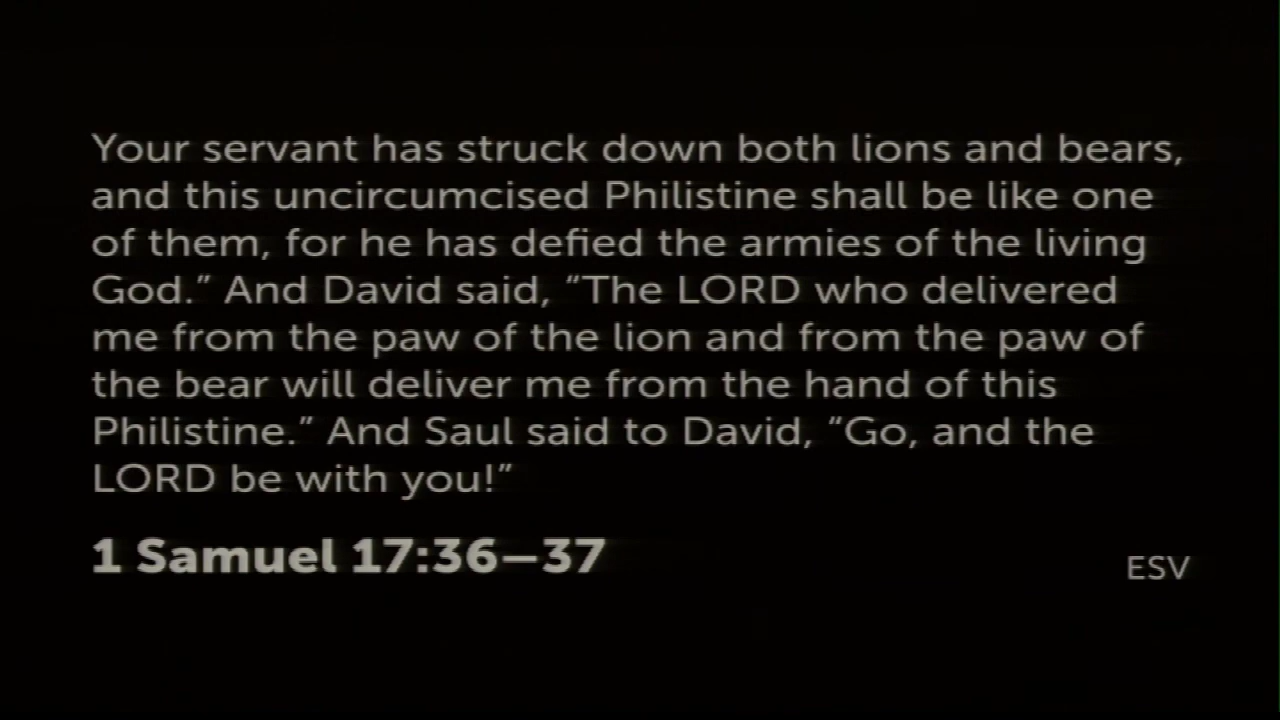 Your servant has struck down both lions and bears,
and this uncircumcised Philistine shall be like one
of them, for he has defied the armies of the living
God.” And David said, “The LORD who delivered
me from the paw of the lion and from the paw of
the bear will deliver me from the hand of this
Philistine.” And Saul said to David, “Go, and the
LORD be with you!”
1 Samuel 17:36–37
ESV